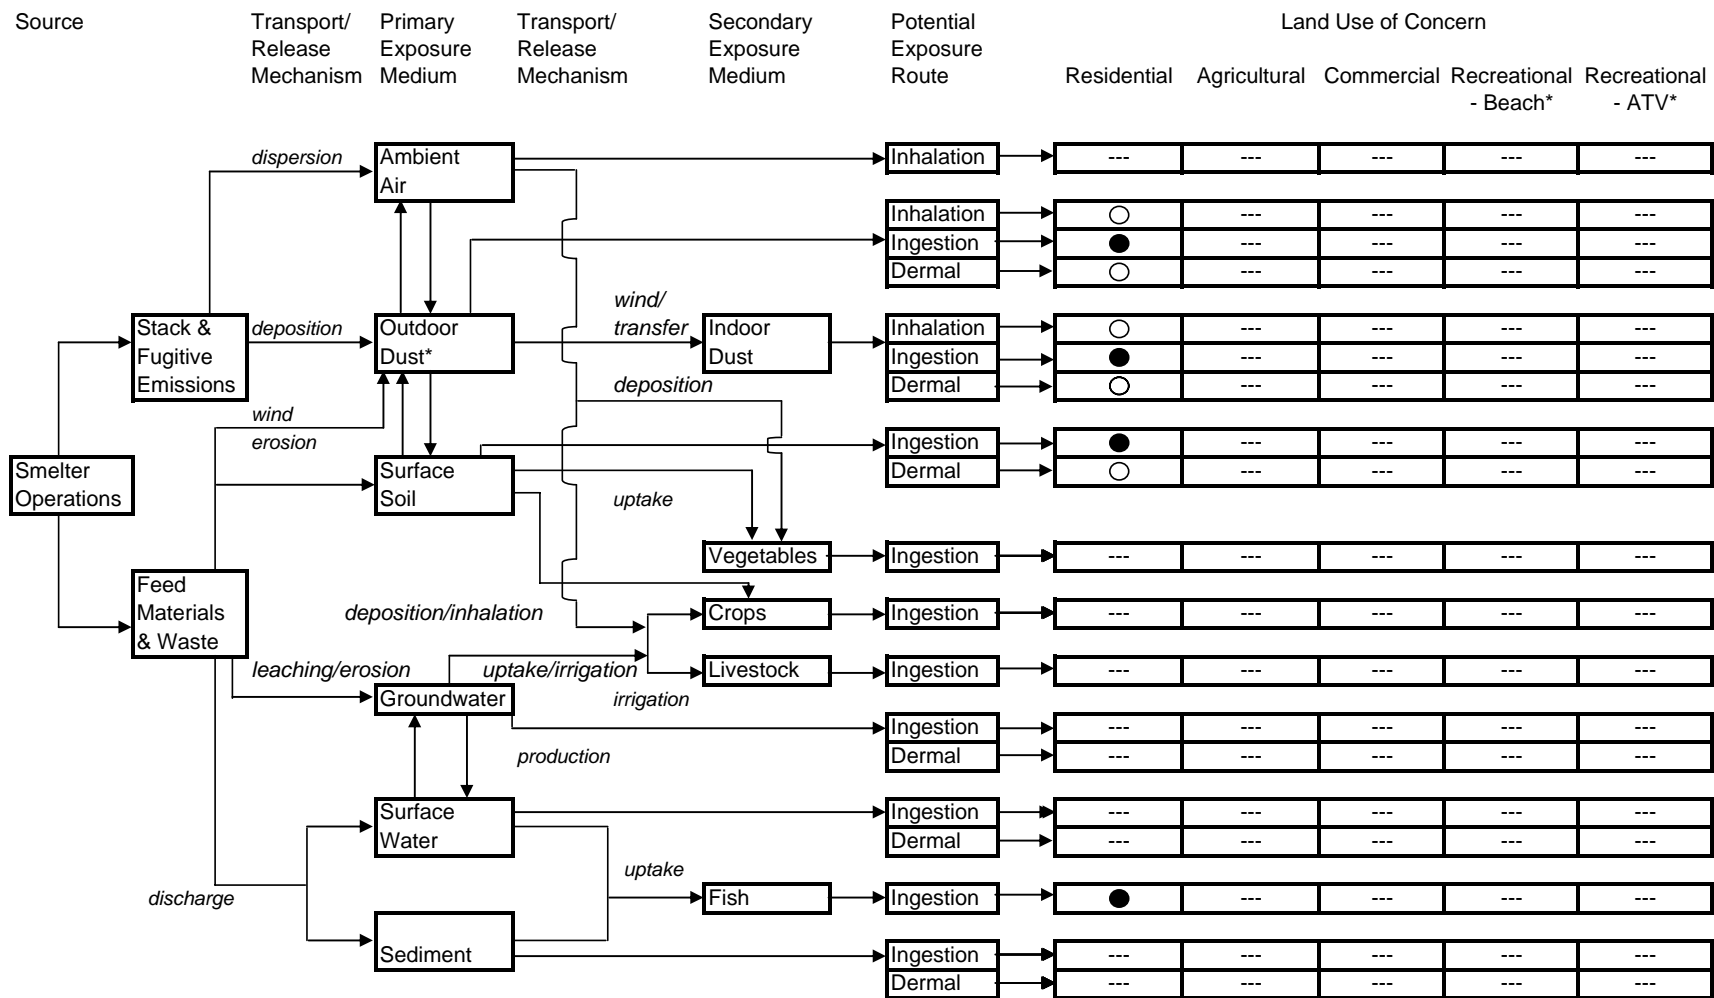 Source
Transport/
Release
Mechanism
Primary
Exposure
Medium
Transport/
Release
Mechanism
Secondary
Exposure
Medium
Potential
Exposure
Route
Land Use of Concern
Residential
Agricultural
Commercial
Recreational
- Beach*
Recreational
- ATV*
dispersion
Ambient
Air
Inhalation
--- --- --- --- ---
Inhalation
--- --- --- ---
Ingestion
--- --- --- ---
Dermal
--- --- --- ---
Stack &
Fugitive
Emissions
deposition
Outdoor
Dust*
wind/
transfer
Indoor
Dust
Inhalation
--- --- --- ---
Ingestion
--- --- --- ---
Dermal
--- --- --- ---
deposition
wind
erosion
Smelter
Operations
Surface
Soil
Ingestion
--- --- --- ---
Dermal
--- --- --- ---
uptake
Vegetables
Ingestion
--- --- --- --- ---
Feed
Materials
& Waste
deposition/inhalation
Crops
Ingestion
--- --- --- --- ---
leaching/erosion
uptake/irrigation
Livestock
Ingestion
--- --- --- --- ---
irrigation
Groundwater
Ingestion
--- --- --- --- ---
Dermal
--- --- --- --- ---
production
Surface
Water
Ingestion
--- --- --- --- ---
Dermal
--- --- --- --- ---
uptake
discharge
Fish
Ingestion
--- --- --- ---
Sediment
Ingestion
--- --- --- --- ---
Dermal
--- --- --- --- ---